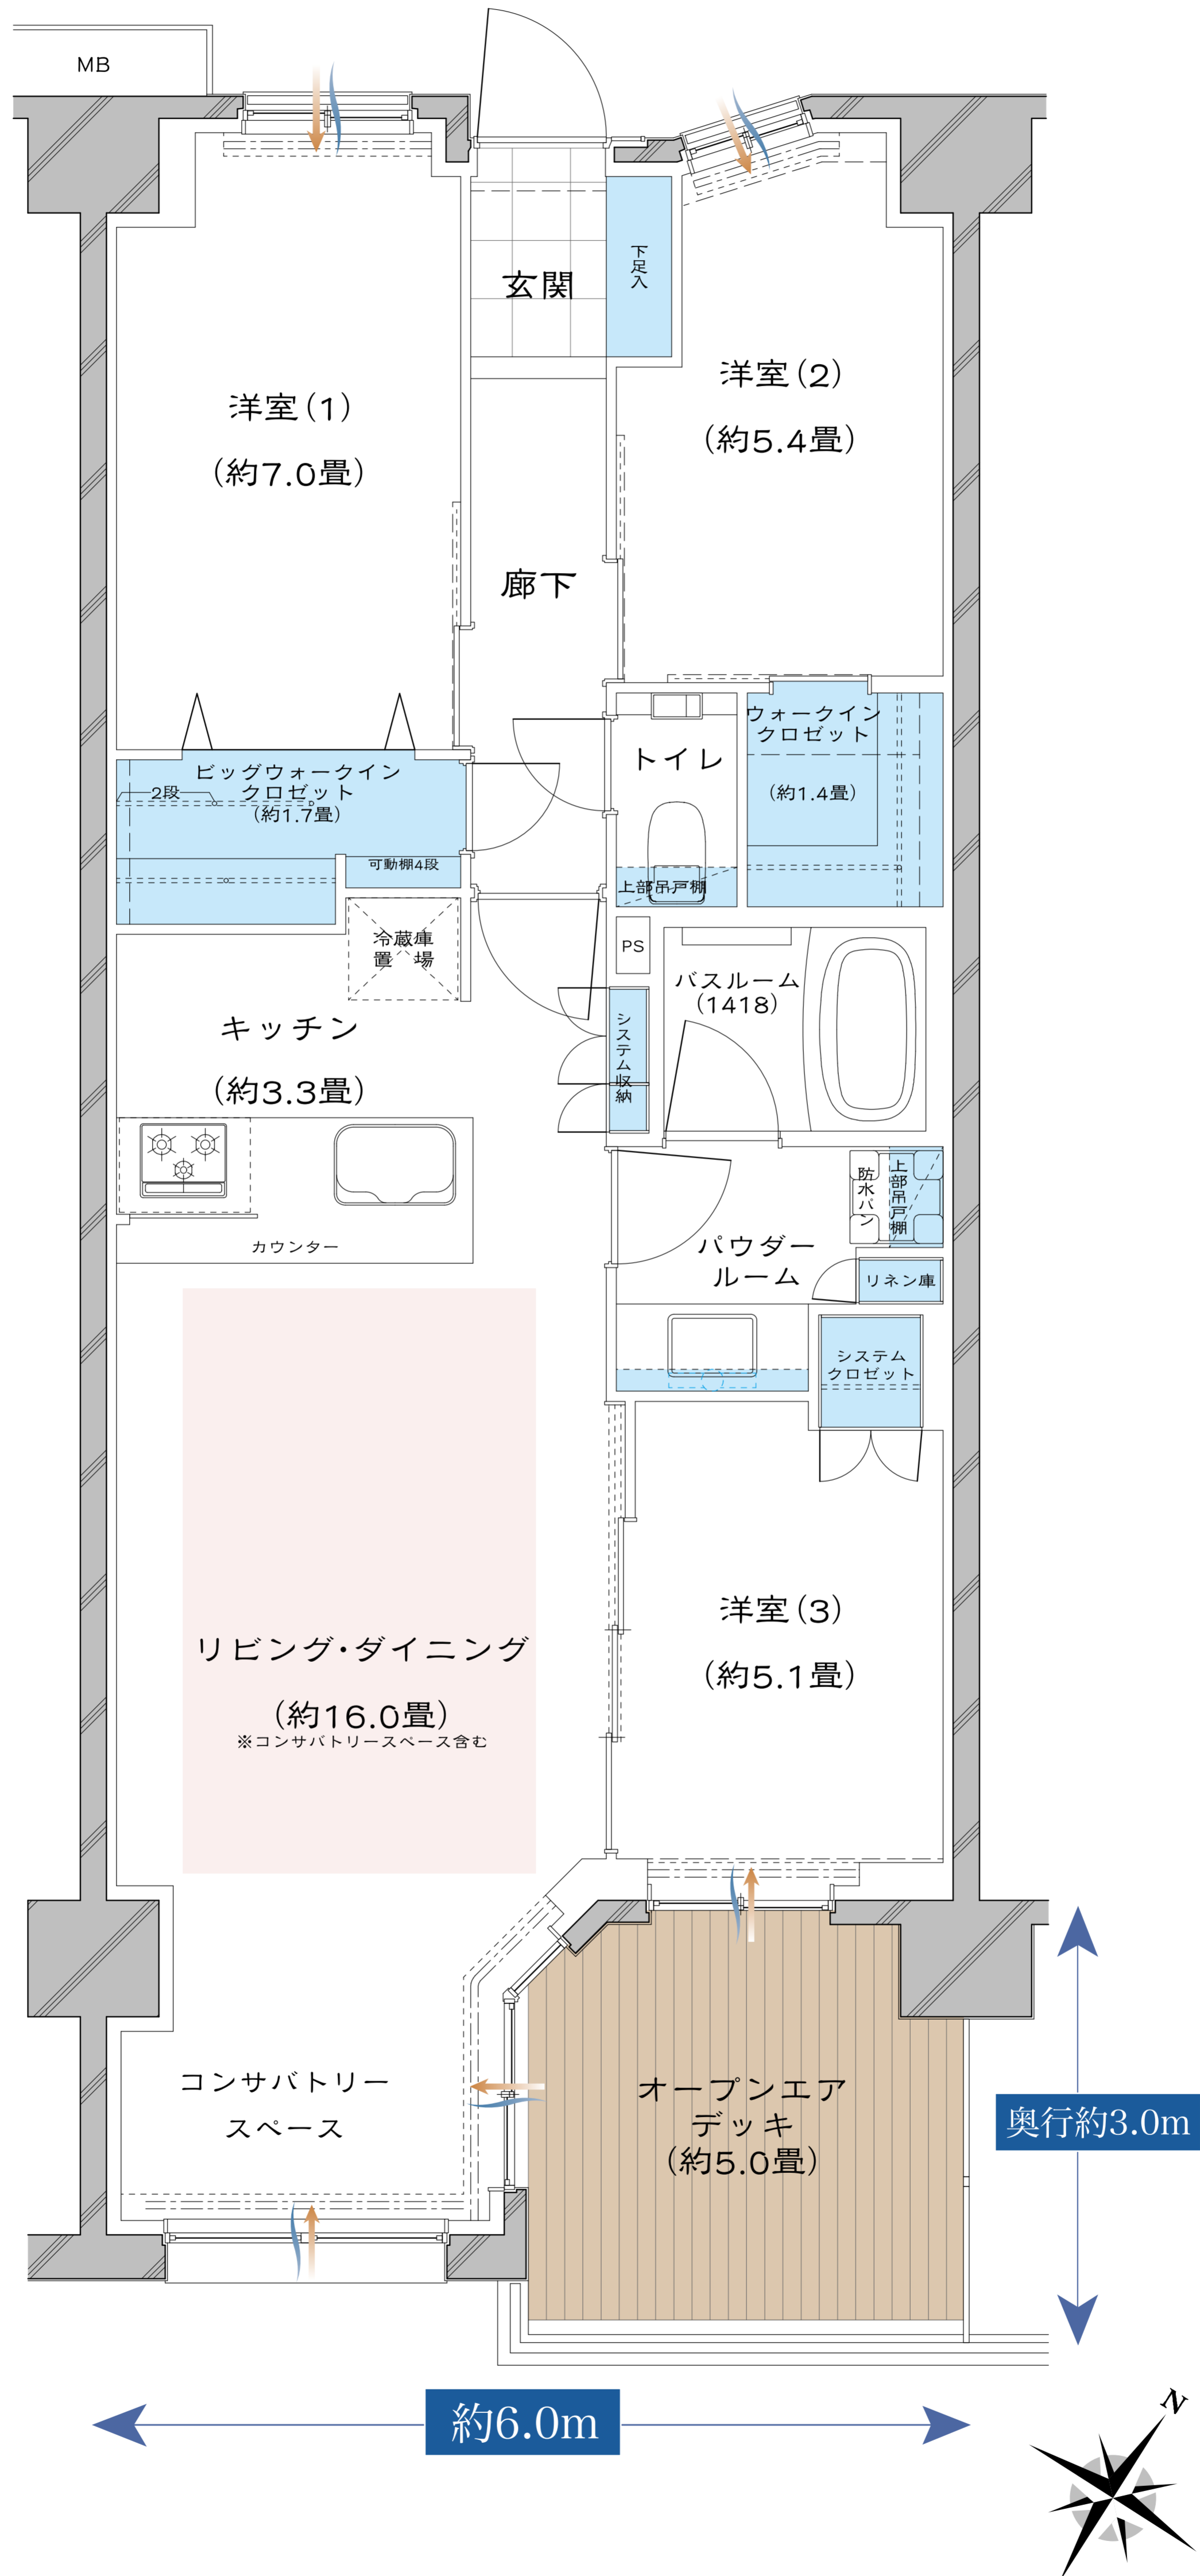 MB
玄関
下足入
洋室(1)
(約7.0畳)
洋室(2)
(約5.4畳)
廊下
トイレ
上部吊戸棚
ウォークイン
クロゼット
(約1.4畳)
ビッグウォークイン
クロゼット
(約1.7畳)
2段
可動棚4段
冷蔵庫
置 場
PS
キッチン
(約3.3畳)
システム収納
バスルーム
(1418)
カウンター
パウダー
ルーム
防水パン
上部吊戸棚
リネン庫
システム
クロゼット
リビング・ダイニング
(約16.0畳)
※コンサバトリースペース含む
洋室(3)
(約5.1畳)
コンサバトリー
スペース
オープンエア
デッキ
(約5.0畳)
奥行約3.0m
約6.0m
N